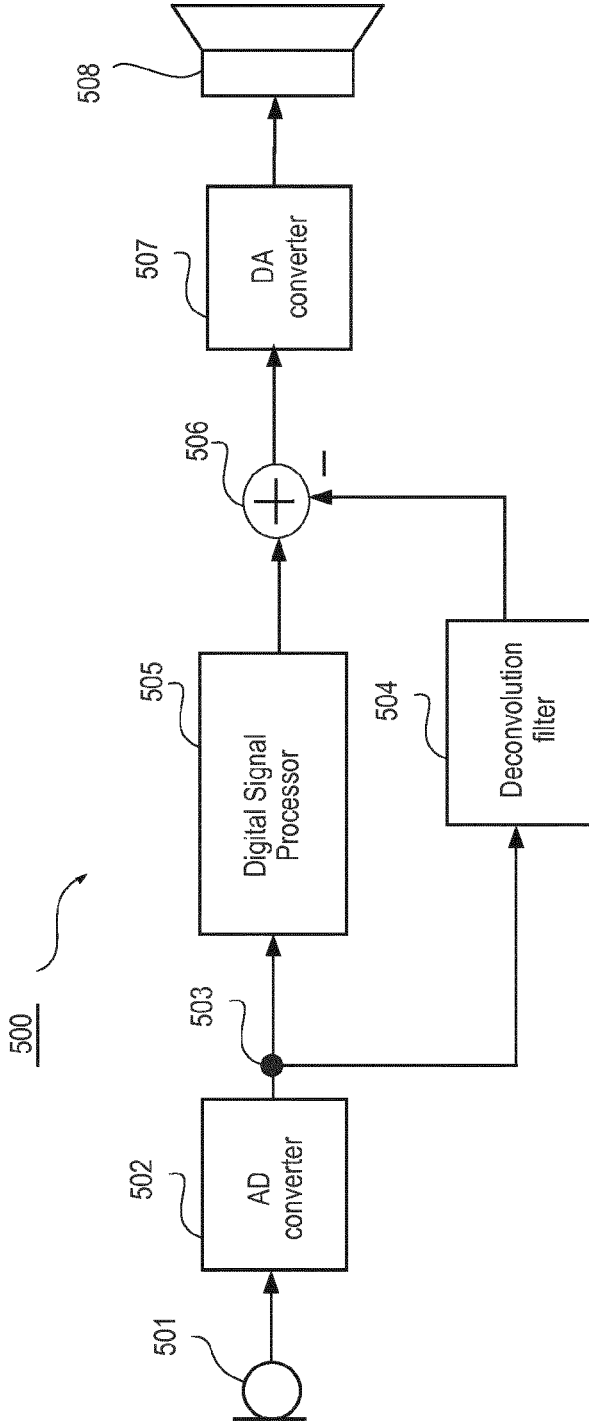 500
501
502
AD
converter
503
505
Digital Signal
Processor
504
Deconvolution
filter
506
+
−
507
DA
converter
508